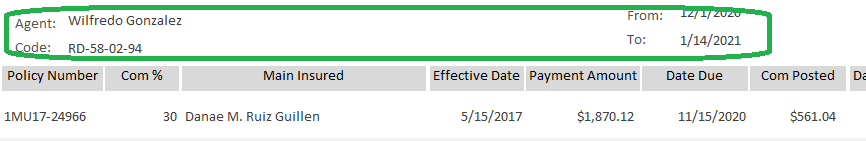 Agent: Wilfredo Gonzalez From: 12/1/2020
Code: RD-58-02-94 To: 1/14/2021
Policy Number Com % Main Insured Effective Date Payment Amount Date Due Com Posted
1MU17-24966 30 Danae M. Ruiz Guillen 5/15/2017 $1,870.12 11/15/2020 $561.04